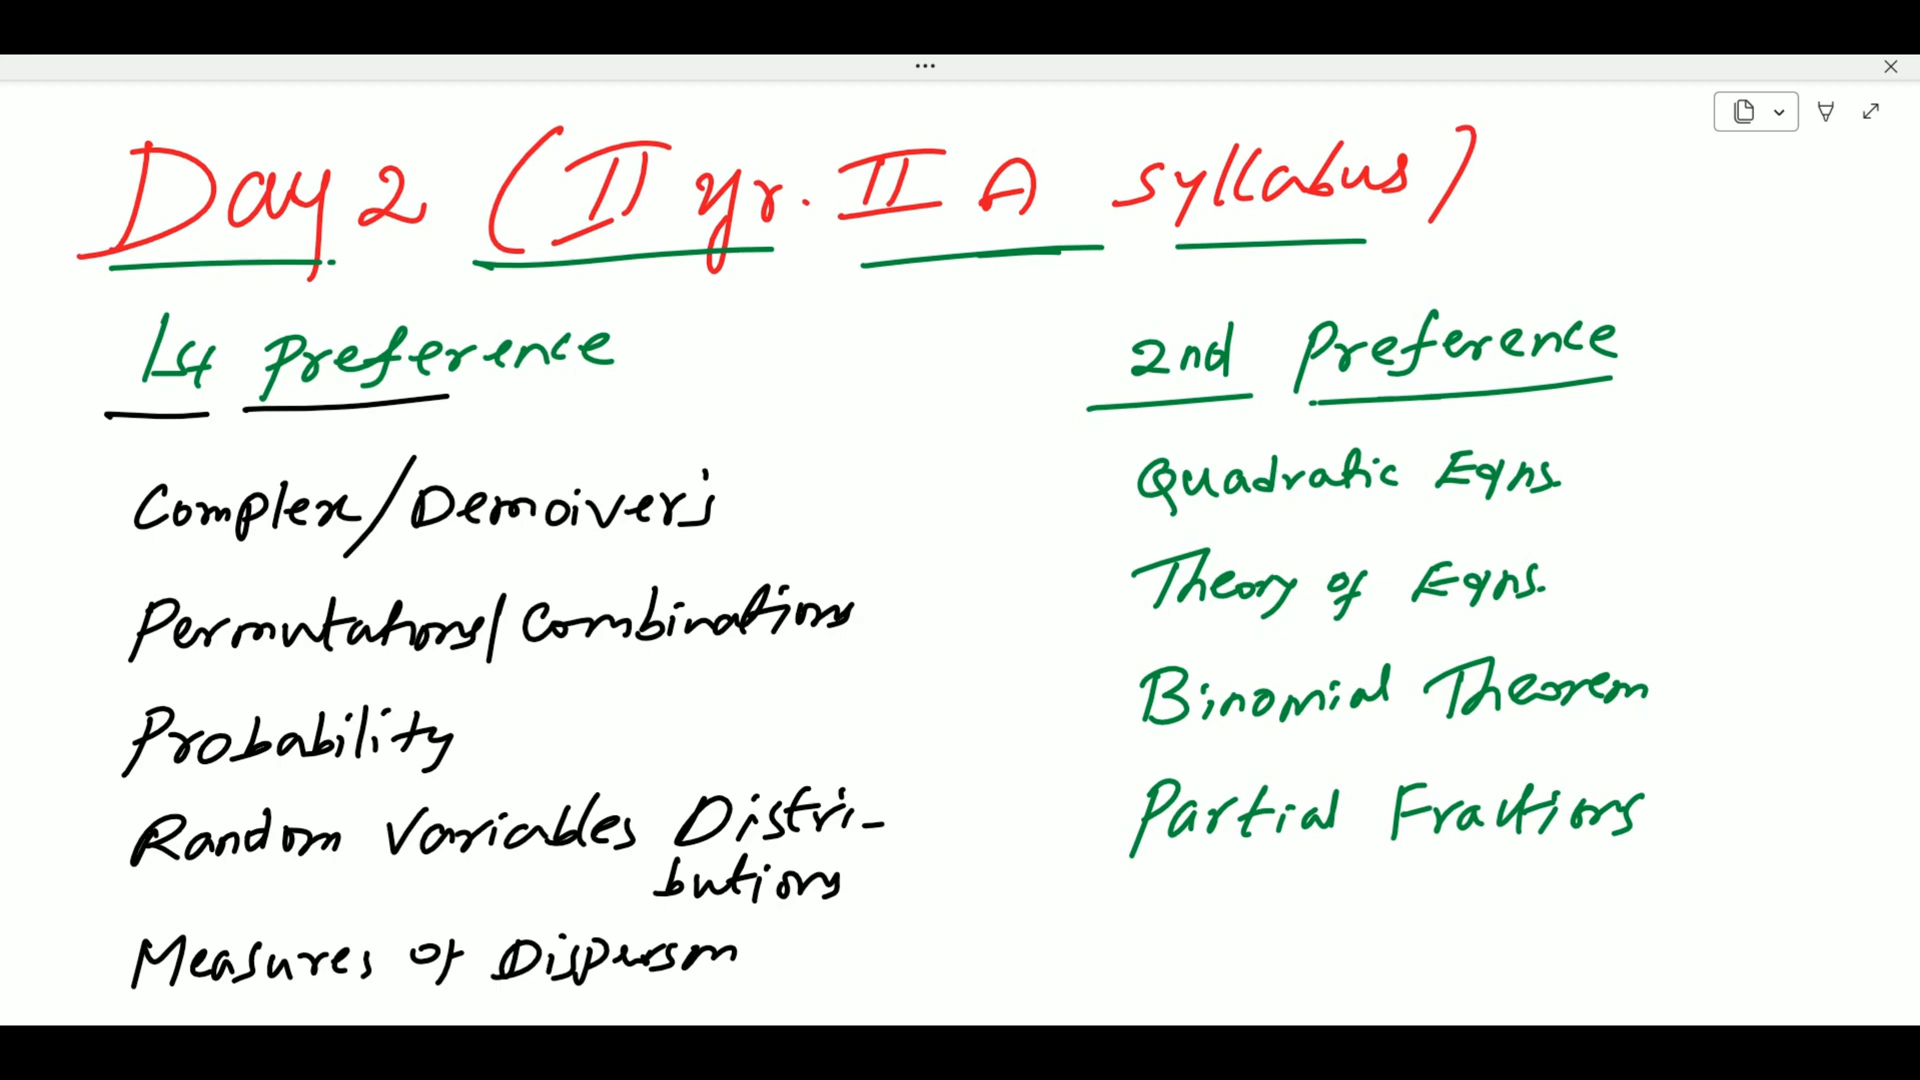 Day 2 (II yr. II A syllabus)
1st Preference
Complex/Demoiver's
Permutations/Combinations
Probability
Random Variables Distri-
butions
Measures of Dispersion
2nd Preference
Quadratic Eqns.
Theory of Eqns.
Binomial Theorem
Partial Fractions